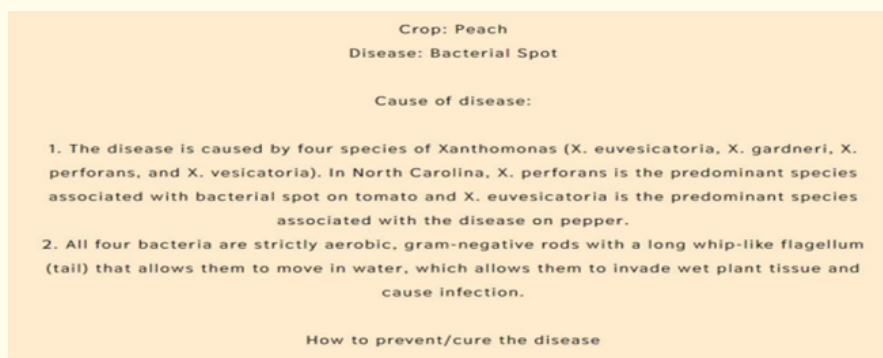 Crop: Peach
Disease: Bacterial Spot
Cause of disease:
1. The disease is caused by four species of Xanthomonas (X. euvesicatoria, X. gardneri, X.
perforans, and X. vesicatoria). In North Carolina, X. perforans is the predominant species
associated with bacterial spot on tomato and X. euvesicatoria is the predominant species
associated with the disease on pepper.
2. All four bacteria are strictly aerobic, gram-negative rods with a long whip-like flagellum
(tail) that allows them to move in water, which allows them to invade wet plant tissue and
cause infection.
How to prevent/cure the disease